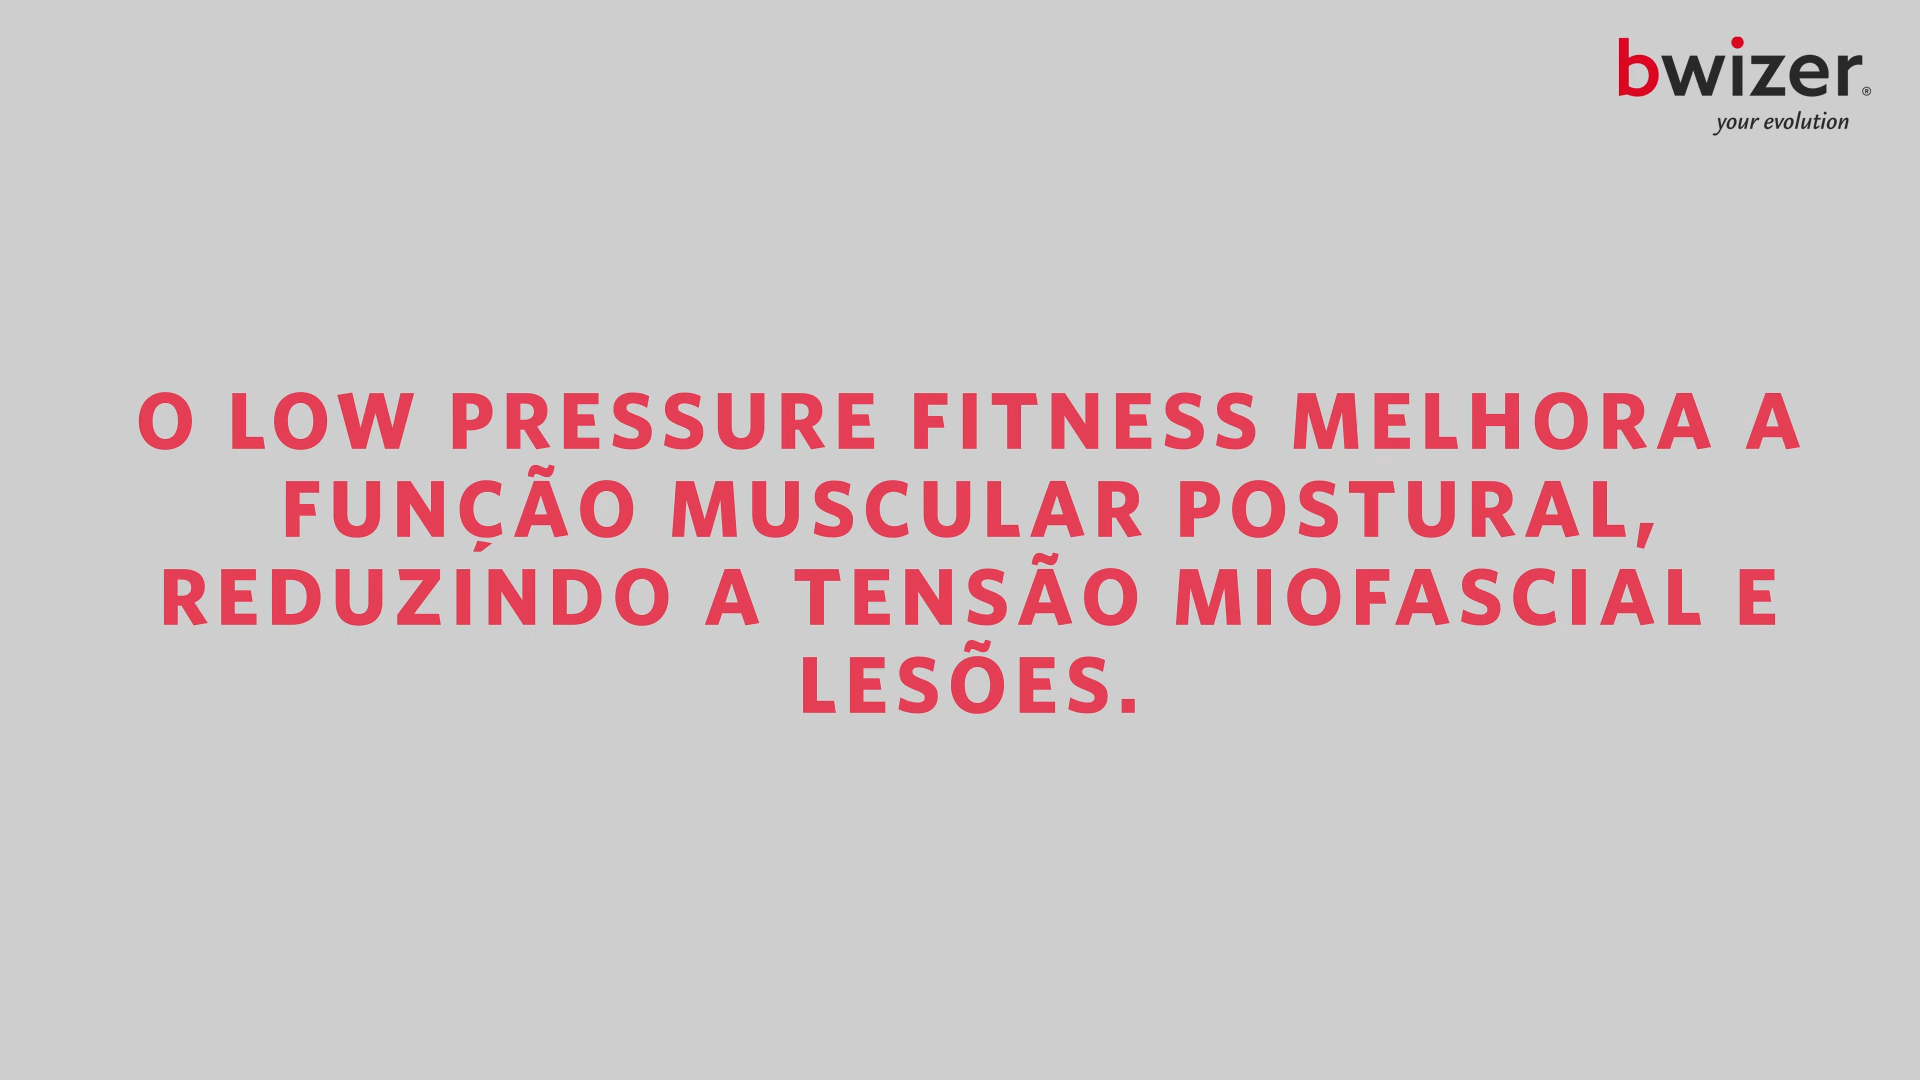 bwizer®
your evolution
O LOW PRESSURE FITNESS MELHORA A
FUNÇÃO MUSCULAR POSTURAL,
REDUZINDO A TENSÃO MIOFASCIAL E
LESÕES.